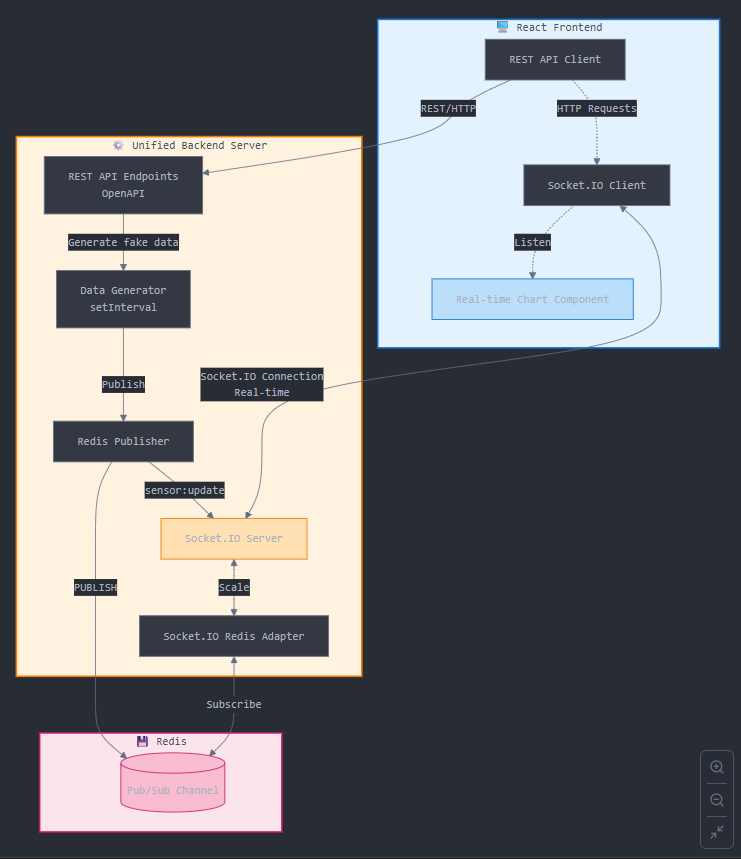 React Frontend
REST API Client
REST/HTTP
HTTP Requests
Unified Backend Server
REST API Endpoints
OpenAPI
Socket.IO Client
Generate fake data
Listen
Data Generator
setInterval
Real-time Chart Component
Socket.IO Connection
Real-time
Publish
Redis Publisher
sensor:update
Socket.IO Server
PUBLISH
Scale
Socket.IO Redis Adapter
Subscribe
Redis
Pub/Sub Channel